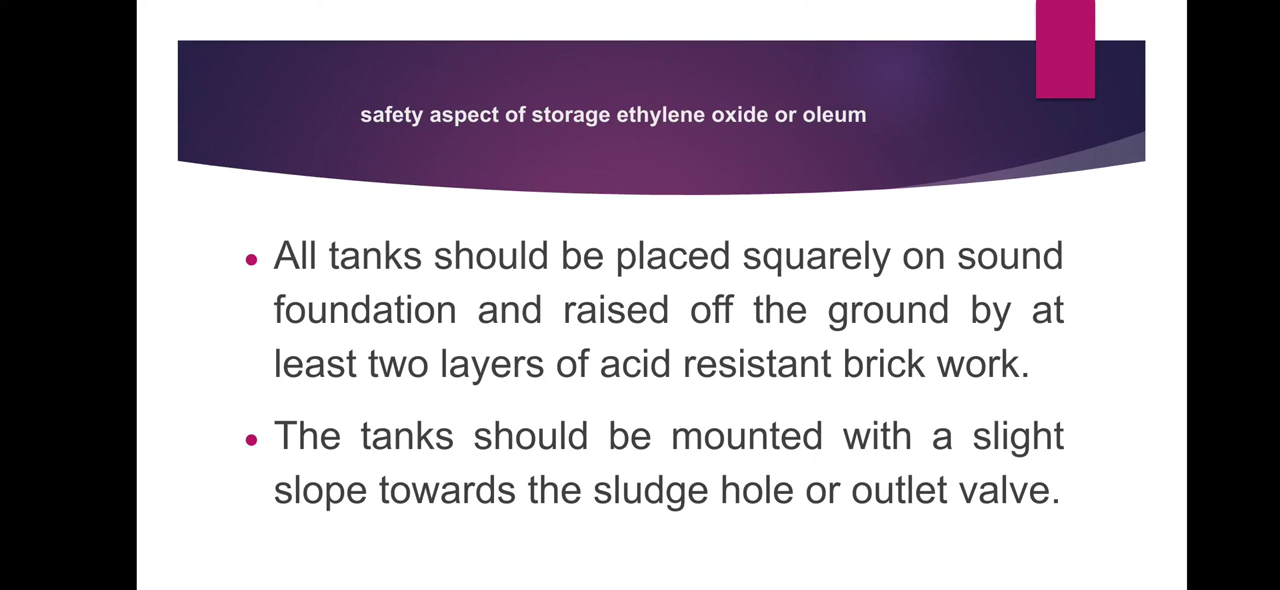 safety aspect of storage ethylene oxide or oleum
• All tanks should be placed squarely on sound
foundation and raised off the ground by at
least two layers of acid resistant brick work.
• The tanks should be mounted with a slight
slope towards the sludge hole or outlet valve.